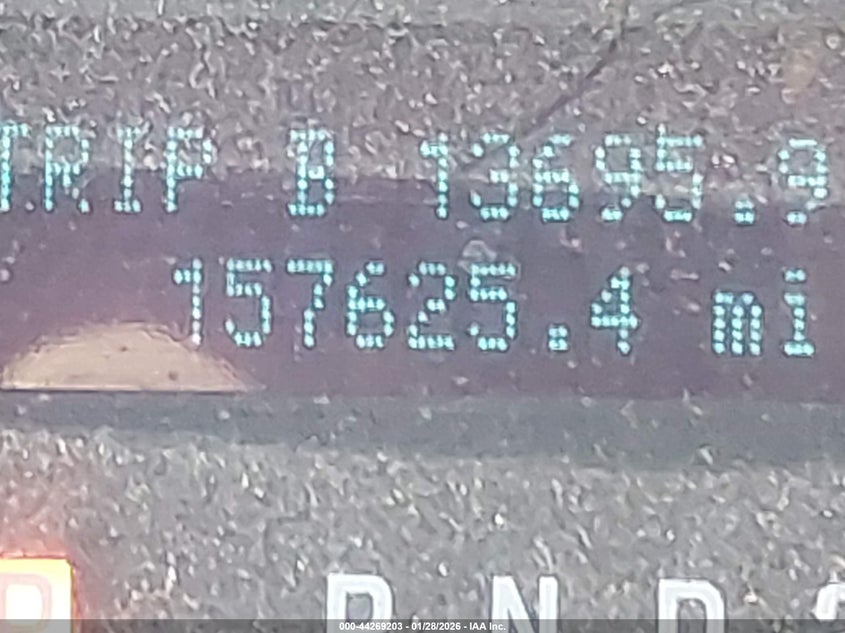 TRIP B 13695.9
157625.4 mi
R N D
000-44269203 - 01/28/2026 - IAA Inc.